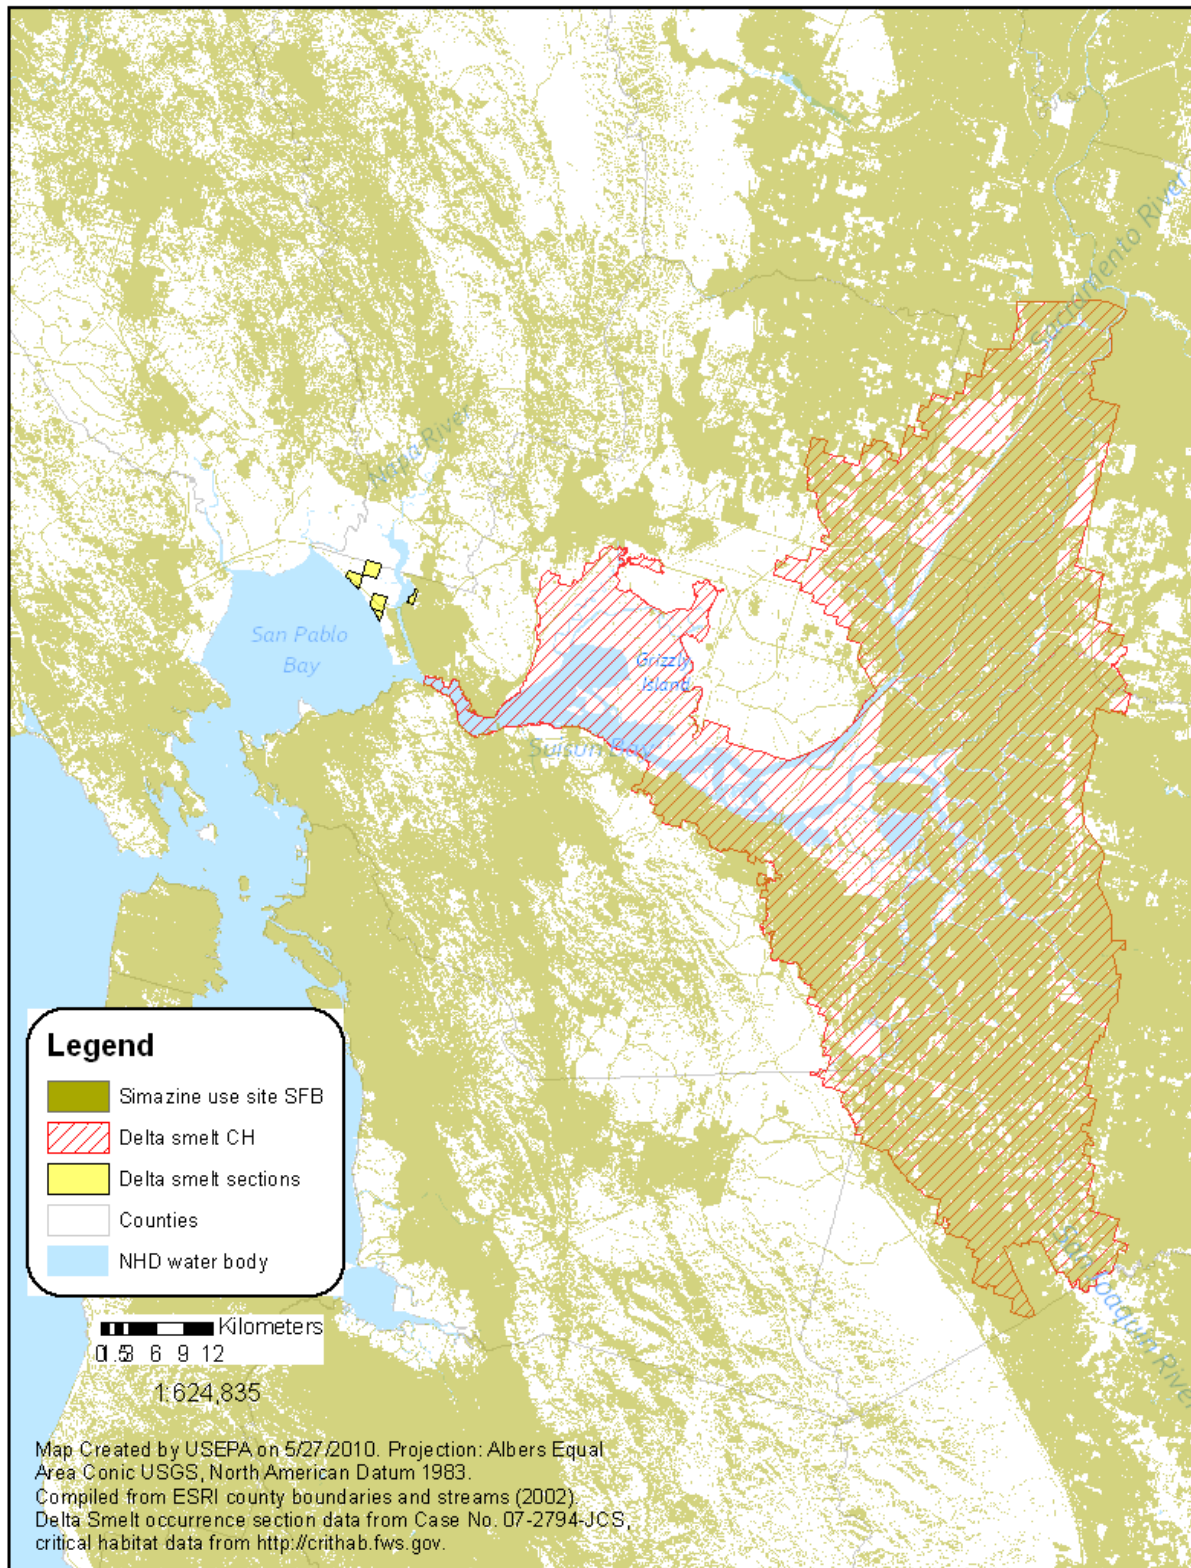 Sacramento River
Napa River
San Pablo
Bay
Grizzly
Island
Suisun Bay
Legend
Simazine use site SFB
Delta smelt CH
Delta smelt sections
Counties
NHD water body
San Joaquin River
Kilometers
0 1.5 3 6 9 12
1:624,835
Map Created by USEPA on 5/27/2010. Projection: Albers Equal
Area Conic USGS, North American Datum 1983.
Compiled from ESRI county boundaries and streams (2002).
Delta Smelt occurrence section data from Case No. 07-2794-JCS,
critical habitat data from http://crithab.fws.gov.